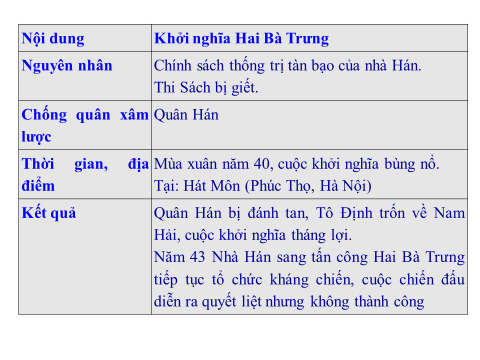 Nội dung Khởi nghĩa Hai Bà Trưng
Nguyên nhân Chính sách thống trị tàn bạo của nhà Hán.
Thi Sách bị giết.
Chống quân xâm Quân Hán
lược
Thời gian, địa Mùa xuân năm 40, cuộc khởi nghĩa bùng nổ.
điểm Tại: Hát Môn (Phúc Thọ, Hà Nội)
Kết quả Quân Hán bị đánh tan, Tô Định trốn về Nam
Hải, cuộc khởi nghĩa tháng lợi.
Năm 43 Nhà Hán sang tấn công Hai Bà Trưng
tiếp tục tổ chức kháng chiến, cuộc chiến đấu
diễn ra quyết liệt nhưng không thành công